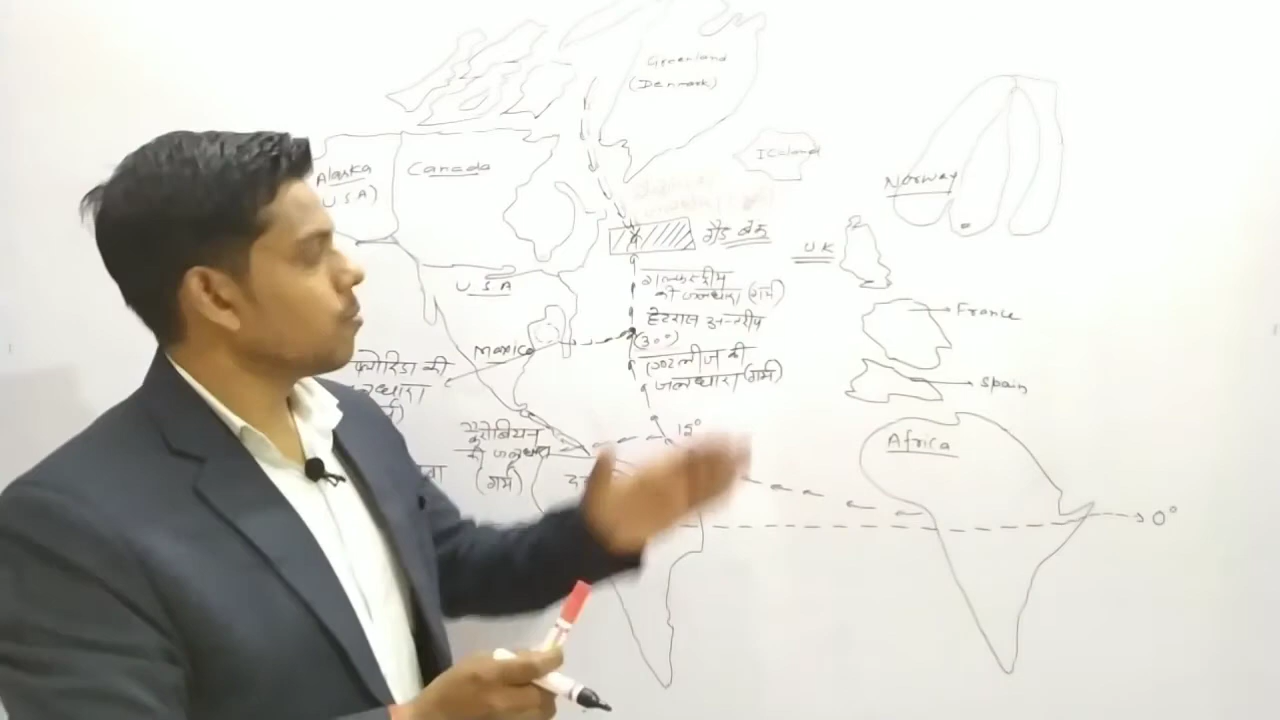 Greenland
(Denmark)
Iceland
Alaska
USA)
Canada
Norway
ग्रैंड बैंक
UK
USA
गल्फस्ट्रीम
की जलधारा (गर्म)
हेटरास अन्तरीप
(30°)
France
Mexico
फ्लोरिडा की
जलधारा
एण्टलीज की
जलधारा (गर्म)
Spain
15°
कैरीबियन
की जलधारा
(गर्म)
Africa
0°